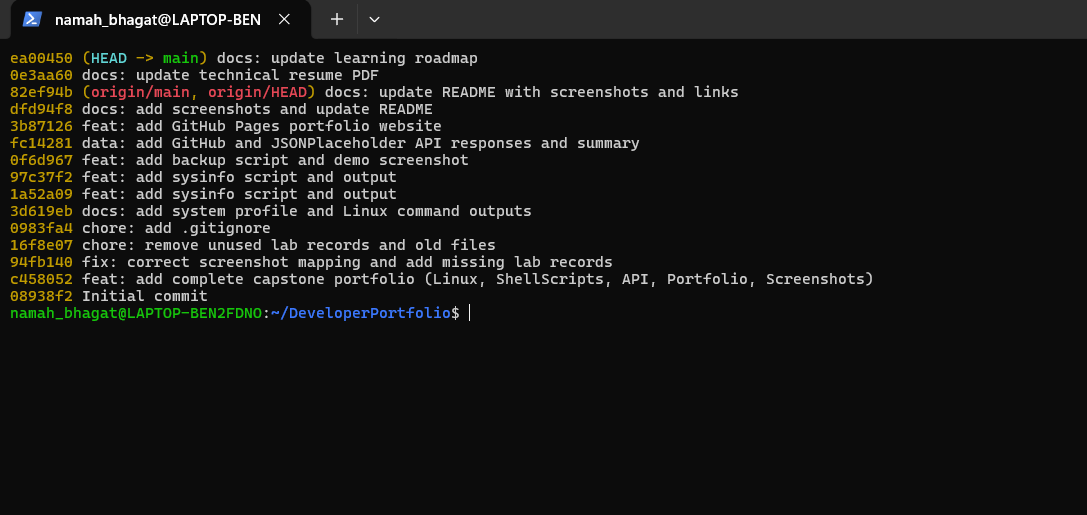 namah_bhagat@LAPTOP-BEN
ea00450 (HEAD -> main) docs: update learning roadmap
0e3aa60 docs: update technical resume PDF
82ef94b (origin/main, origin/HEAD) docs: update README with screenshots and links
dfd94f8 docs: add screenshots and update README
3b87126 feat: add GitHub Pages portfolio website
fc14281 data: add GitHub and JSONPlaceholder API responses and summary
0f6d967 feat: add backup script and demo screenshot
97c37f2 feat: add sysinfo script and output
1a52a09 feat: add sysinfo script and output
3d619eb docs: add system profile and Linux command outputs
0983fa4 chore: add .gitignore
16f8e07 chore: remove unused lab records and old files
94fb140 fix: correct screenshot mapping and add missing lab records
c458052 feat: add complete capstone portfolio (Linux, ShellScripts, API, Portfolio, Screenshots)
08938f2 Initial commit
namah_bhagat@LAPTOP-BEN2FDNO:~/DeveloperPortfolio$